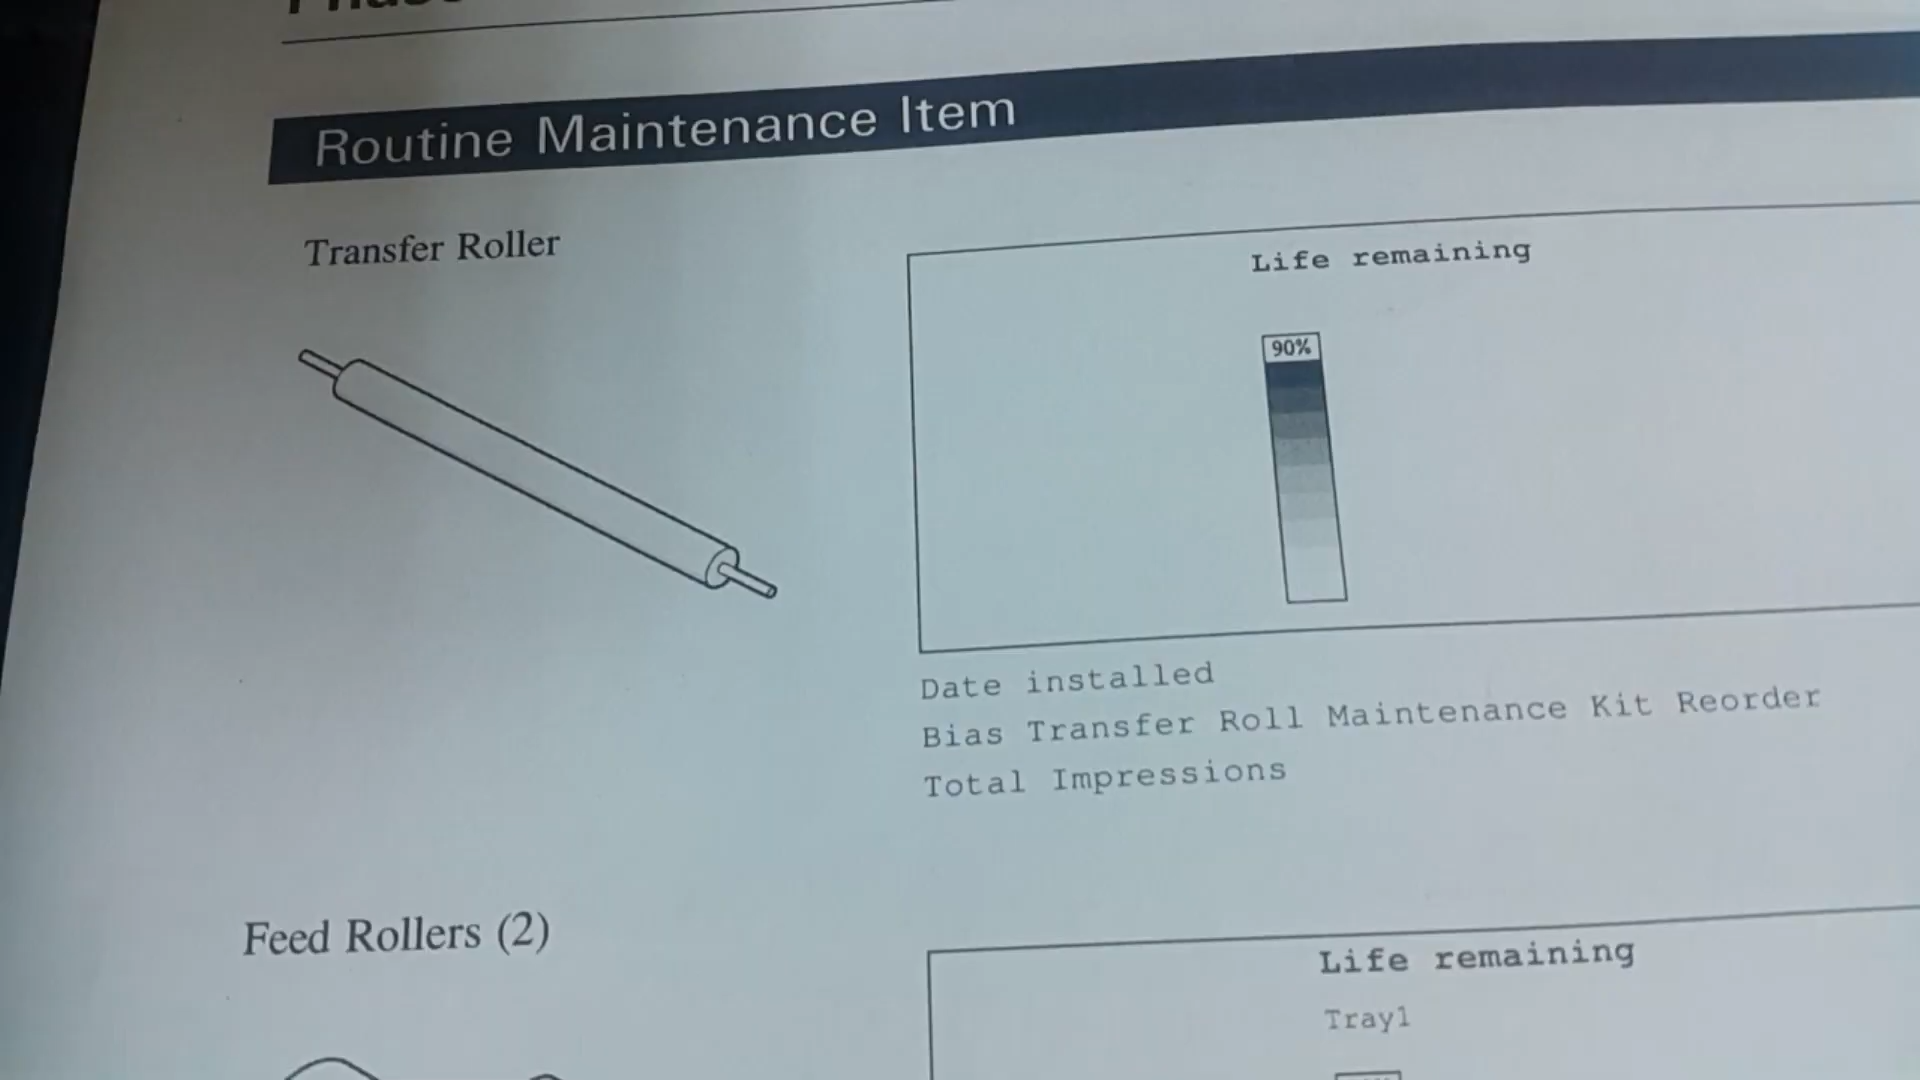 Routine Maintenance Item
Transfer Roller
Life remaining
90%
Date installed
Bias Transfer Roll Maintenance Kit Reorder
Total Impressions
Feed Rollers (2)
Life remaining
Tray1